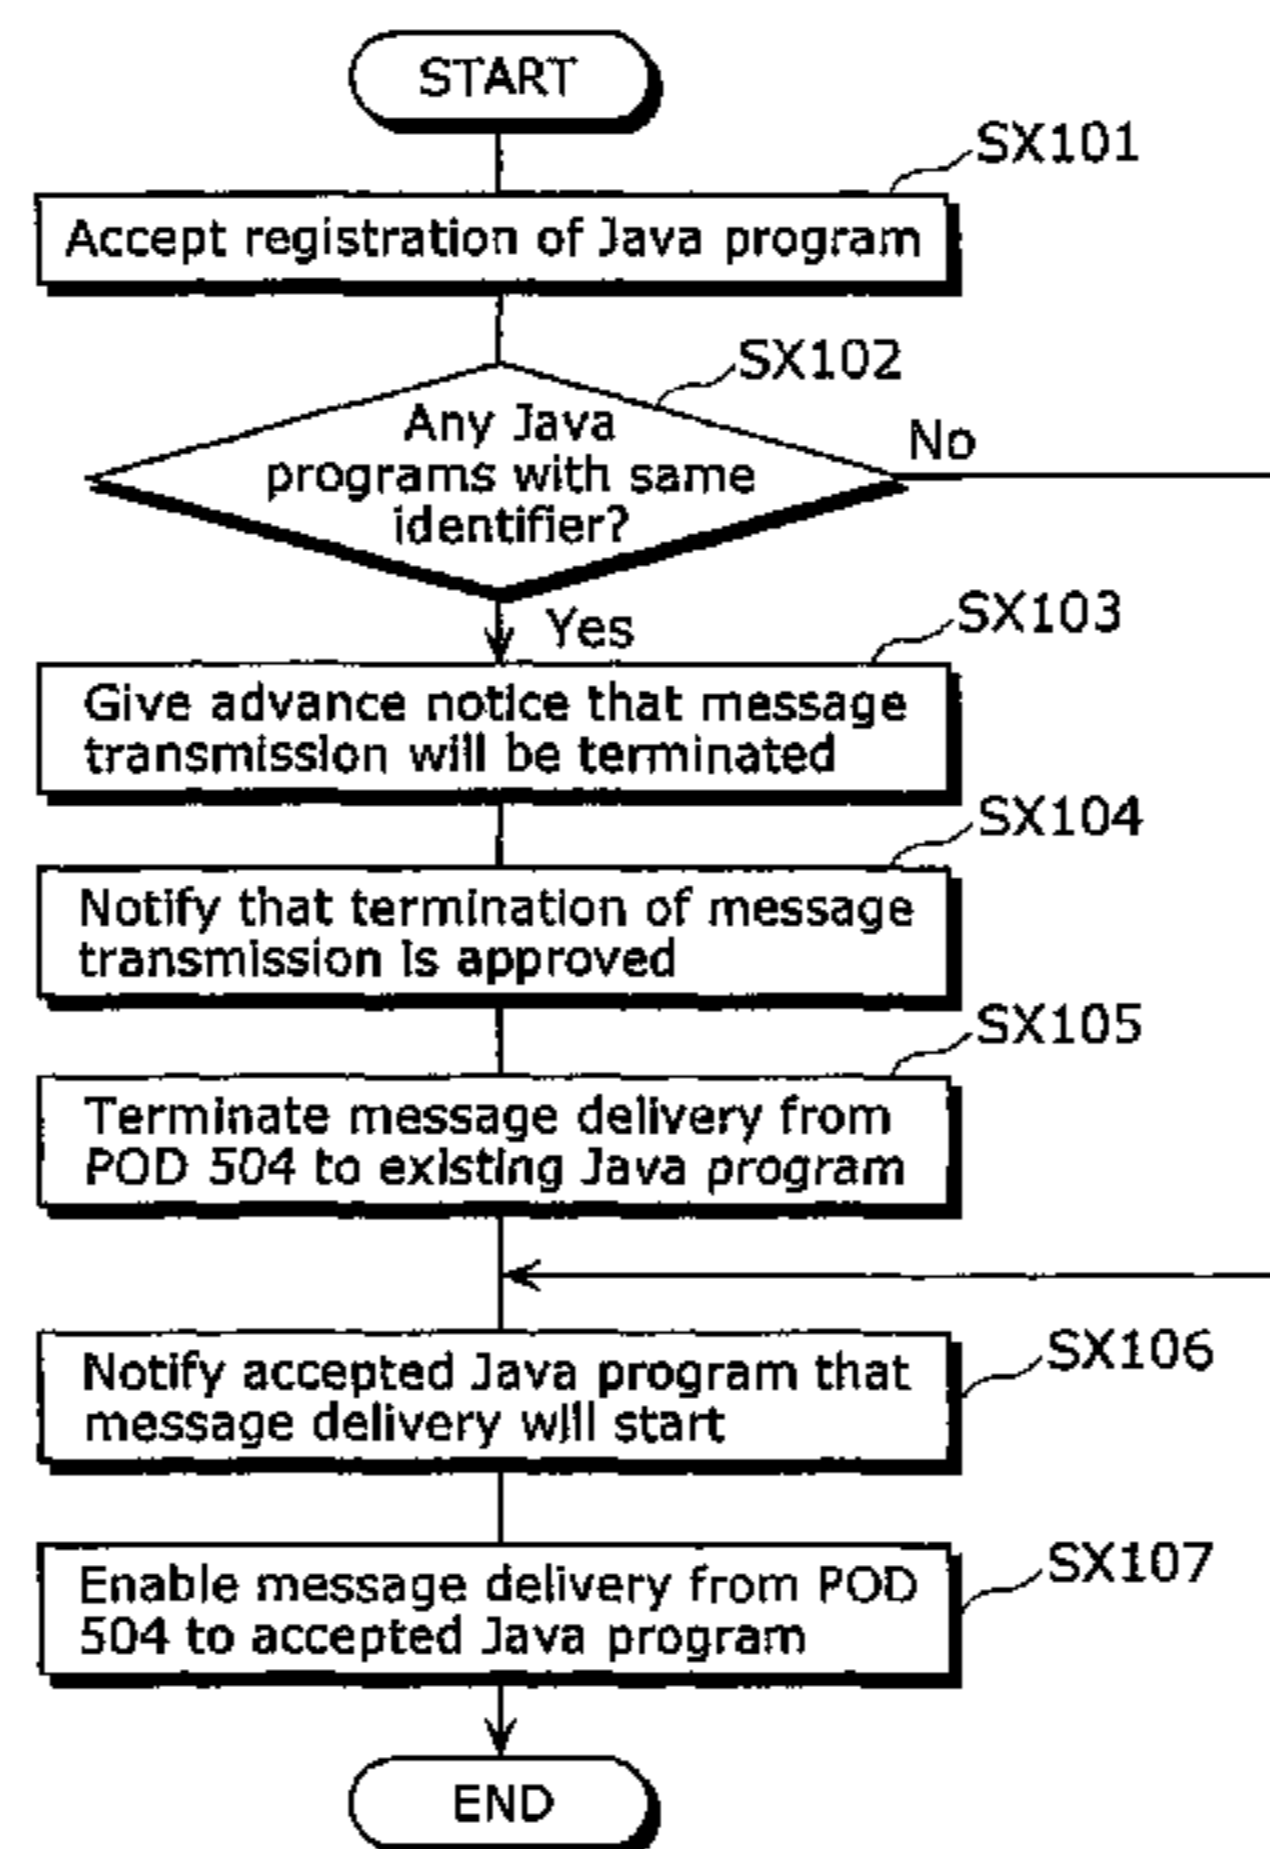 START
SX101
Accept registration of Java program
SX102
Any Java
programs with same
identifier?
No
Yes
SX103
Give advance notice that message
transmission will be terminated
SX104
Notify that termination of message
transmission is approved
SX105
Terminate message delivery from
POD 504 to existing Java program
SX106
Notify accepted Java program that
message delivery will start
SX107
Enable message delivery from POD
504 to accepted Java program
END